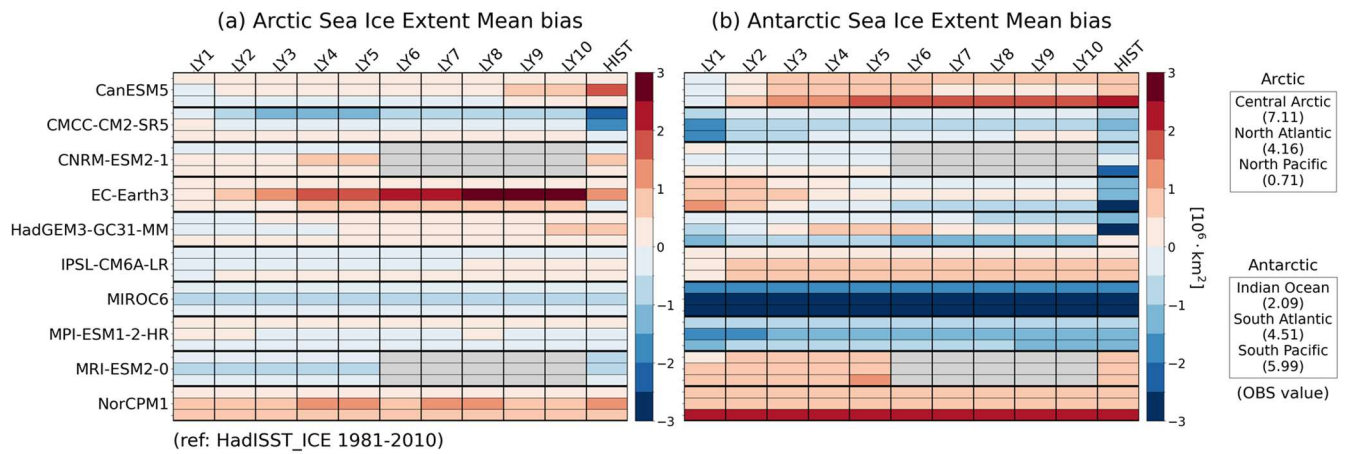 (a) Arctic Sea Ice Extent Mean bias
LY1 LY2 LY3 LY4 LY5 LY6 LY7 LY8 LY9 LY10 HIST
CanESM5
CMCC-CM2-SR5
CNRM-ESM2-1
EC-Earth3
HadGEM3-GC31-MM
IPSL-CM6A-LR
MIROC6
MPI-ESM1-2-HR
MRI-ESM2-0
NorCPM1
3
2
1
0
−1
−2
−3
(ref: HadISST_ICE 1981-2010)
(b) Antarctic Sea Ice Extent Mean bias
LY1 LY2 LY3 LY4 LY5 LY6 LY7 LY8 LY9 LY10 HIST
3
2
1
0
−1
−2
−3
[10⁶ · km²]
Arctic
Central Arctic
(7.11)
North Atlantic
(4.16)
North Pacific
(0.71)
Antarctic
Indian Ocean
(2.09)
South Atlantic
(4.51)
South Pacific
(5.99)
(OBS value)